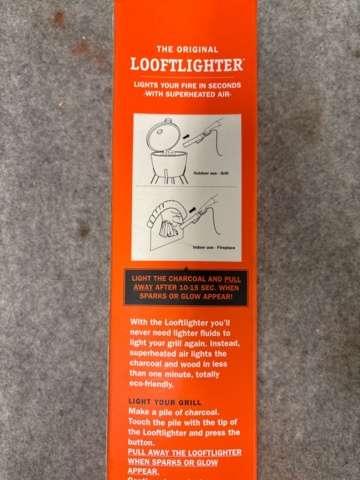 THE ORIGINAL
LOOFTLIGHTER®
LIGHTS YOUR FIRE IN SECONDS
-WITH SUPERHEATED AIR-
Outdoor use - Grill
Indoor use - Fireplace
LIGHT THE CHARCOAL AND PULL
AWAY AFTER 10-15 SEC. WHEN
SPARKS OR GLOW APPEAR!
With the Looftlighter you'll
never need lighter fluids to
light your grill again. Instead,
superheated air lights the
charcoal and wood in less
than one minute, totally
eco-friendly.
LIGHT YOUR GRILL
Make a pile of charcoal.
Touch the pile with the tip of
the Looftlighter and press the
button.
PULL AWAY THE LOOFTLIGHTER
WHEN SPARKS OR GLOW
APPEAR.